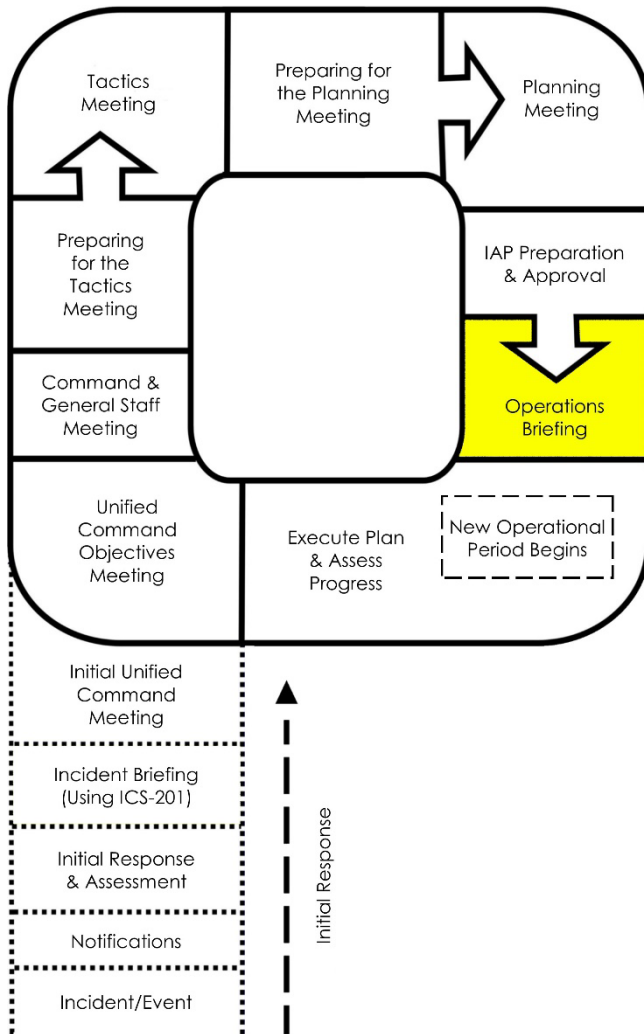 Tactics
Meeting
Preparing for
the Planning
Meeting
Planning
Meeting
Preparing
for the
Tactics
Meeting
IAP Preparation
& Approval
Command &
General Staff
Meeting
Operations
Briefing
Unified
Command
Objectives
Meeting
Execute Plan
& Assess
Progress
New Operational
Period Begins
Initial Unified
Command
Meeting
Incident Briefing
(Using ICS-201)
Initial Response
& Assessment
Notifications
Incident/Event
Initial Response